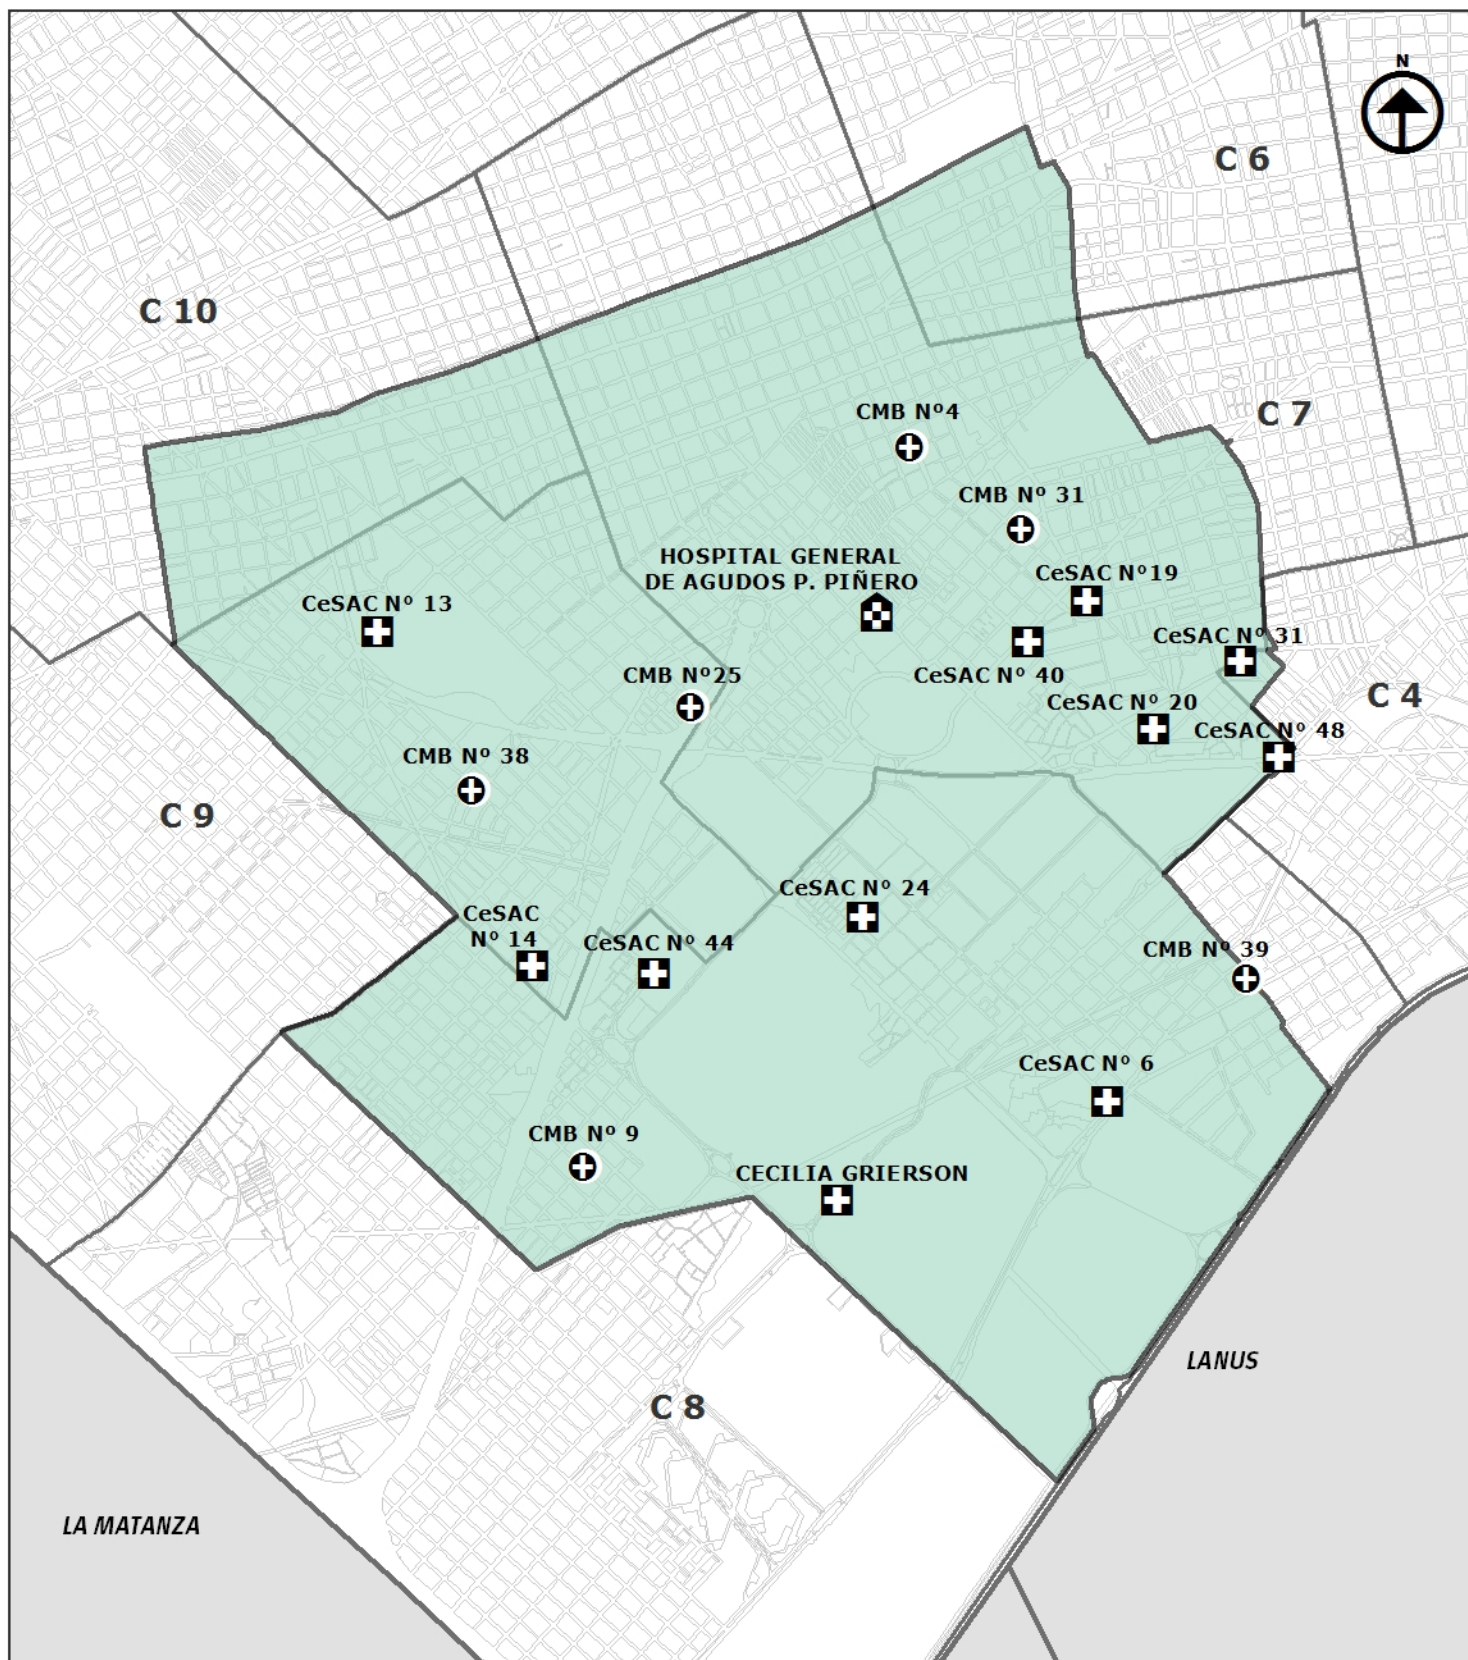 N
C 6
C 10
CMB Nº4
C 7
CMB Nº 31
HOSPITAL GENERAL
DE AGUDOS P. PIÑERO
CeSAC Nº19
CeSAC Nº 13
CeSAC Nº 31
CMB Nº25
CeSAC Nº 40
C 4
CeSAC Nº 20
CeSAC Nº 48
CMB Nº 38
C 9
CeSAC Nº 24
CeSAC
Nº 14
CeSAC Nº 44
CMB Nº 39
CeSAC Nº 6
CMB Nº 9
CECILIA GRIERSON
LANUS
C 8
LA MATANZA